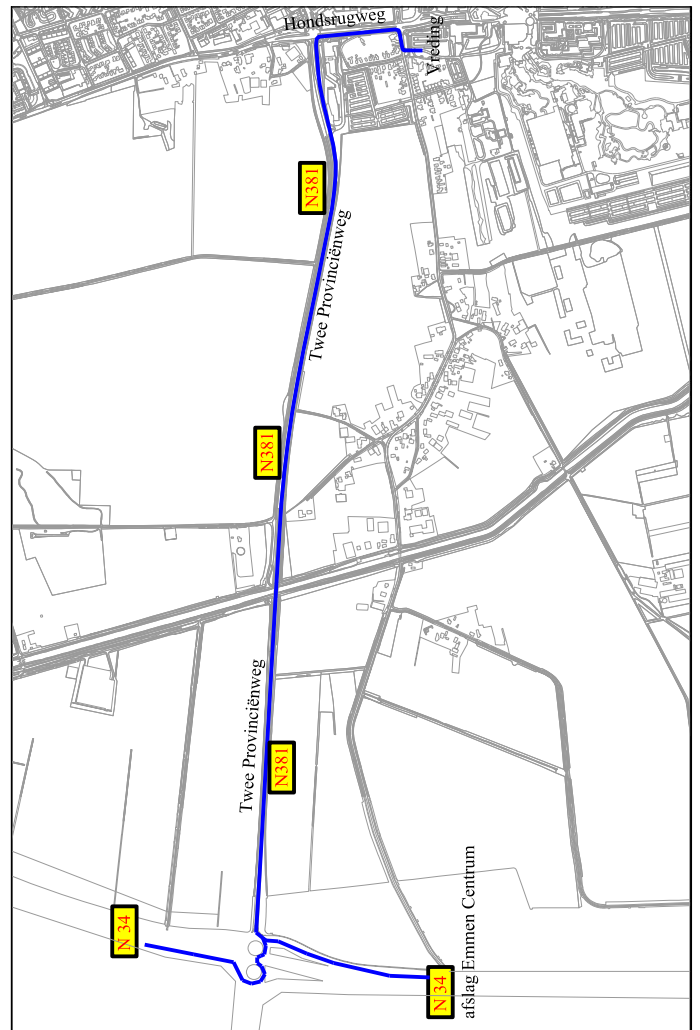 Hondsrugweg
Vreding
N381
Twee Provinciënweg
N381
Twee Provinciënweg
N381
N 34
N 34
afslag Emmen Centrum